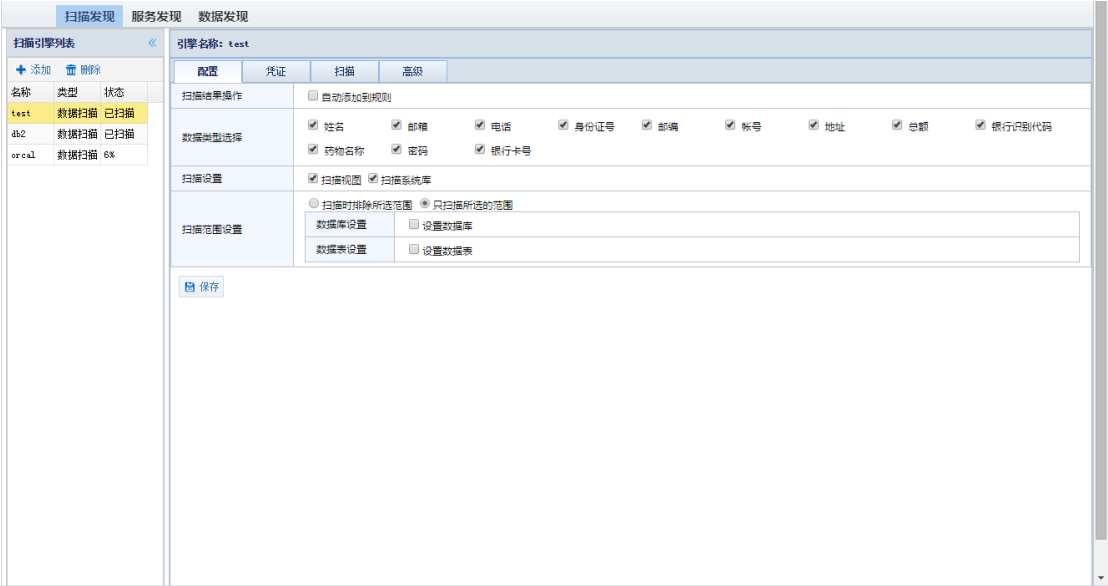 扫描发现 服务发现 数据发现
扫描引擎列表
添加 删除
名称 类型 状态
test 数据扫描 已扫描
db2 数据扫描 已扫描
orcal 数据扫描 6%
引擎名称: test
配置 凭证 扫描 高级
扫描结果操作 自动添加到规则
数据类型选择
姓名 邮箱 电话 身份证号 邮编 帐号 地址 总额 银行识别代码
药物名称 密码 银行卡号
扫描设置 扫描视图 扫描系统库
扫描范围设置
扫描时排除所选范围 只扫描所选的范围
数据库设置 设置数据库
数据表设置 设置数据表
保存